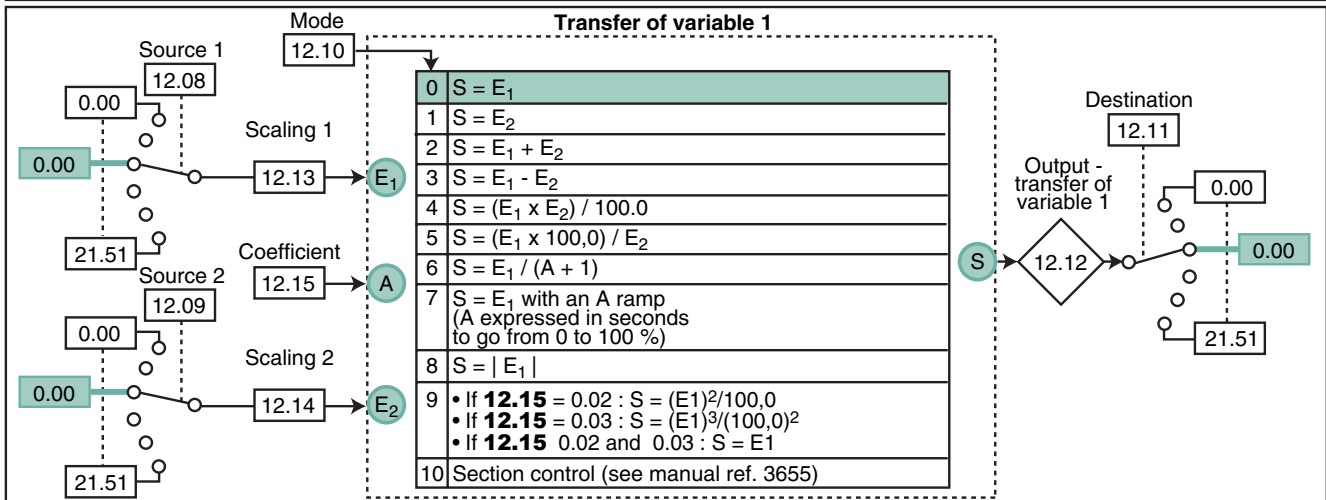 Transfer of variable 1
Mode
12.10
Source 1
12.08
0.00
0.00
21.51
Scaling 1
12.13
E1
Coefficient
12.15
A
Source 2
12.09
0.00
0.00
21.51
Scaling 2
12.14
E2
0 S = E1
1 S = E2
2 S = E1 + E2
3 S = E1 - E2
4 S = (E1 x E2) / 100.0
5 S = (E1 x 100,0) / E2
6 S = E1 / (A + 1)
7 S = E1 with an A ramp
(A expressed in seconds
to go from 0 to 100 %)
8 S = | E1 |
9 • If 12.15 = 0.02 : S = (E1)²/100,0
• If 12.15 = 0.03 : S = (E1)³/(100,0)²
• If 12.15 0.02 and 0.03 : S = E1
10 Section control (see manual ref. 3655)
S
Output -
transfer of
variable 1
12.12
Destination
12.11
0.00
0.00
21.51